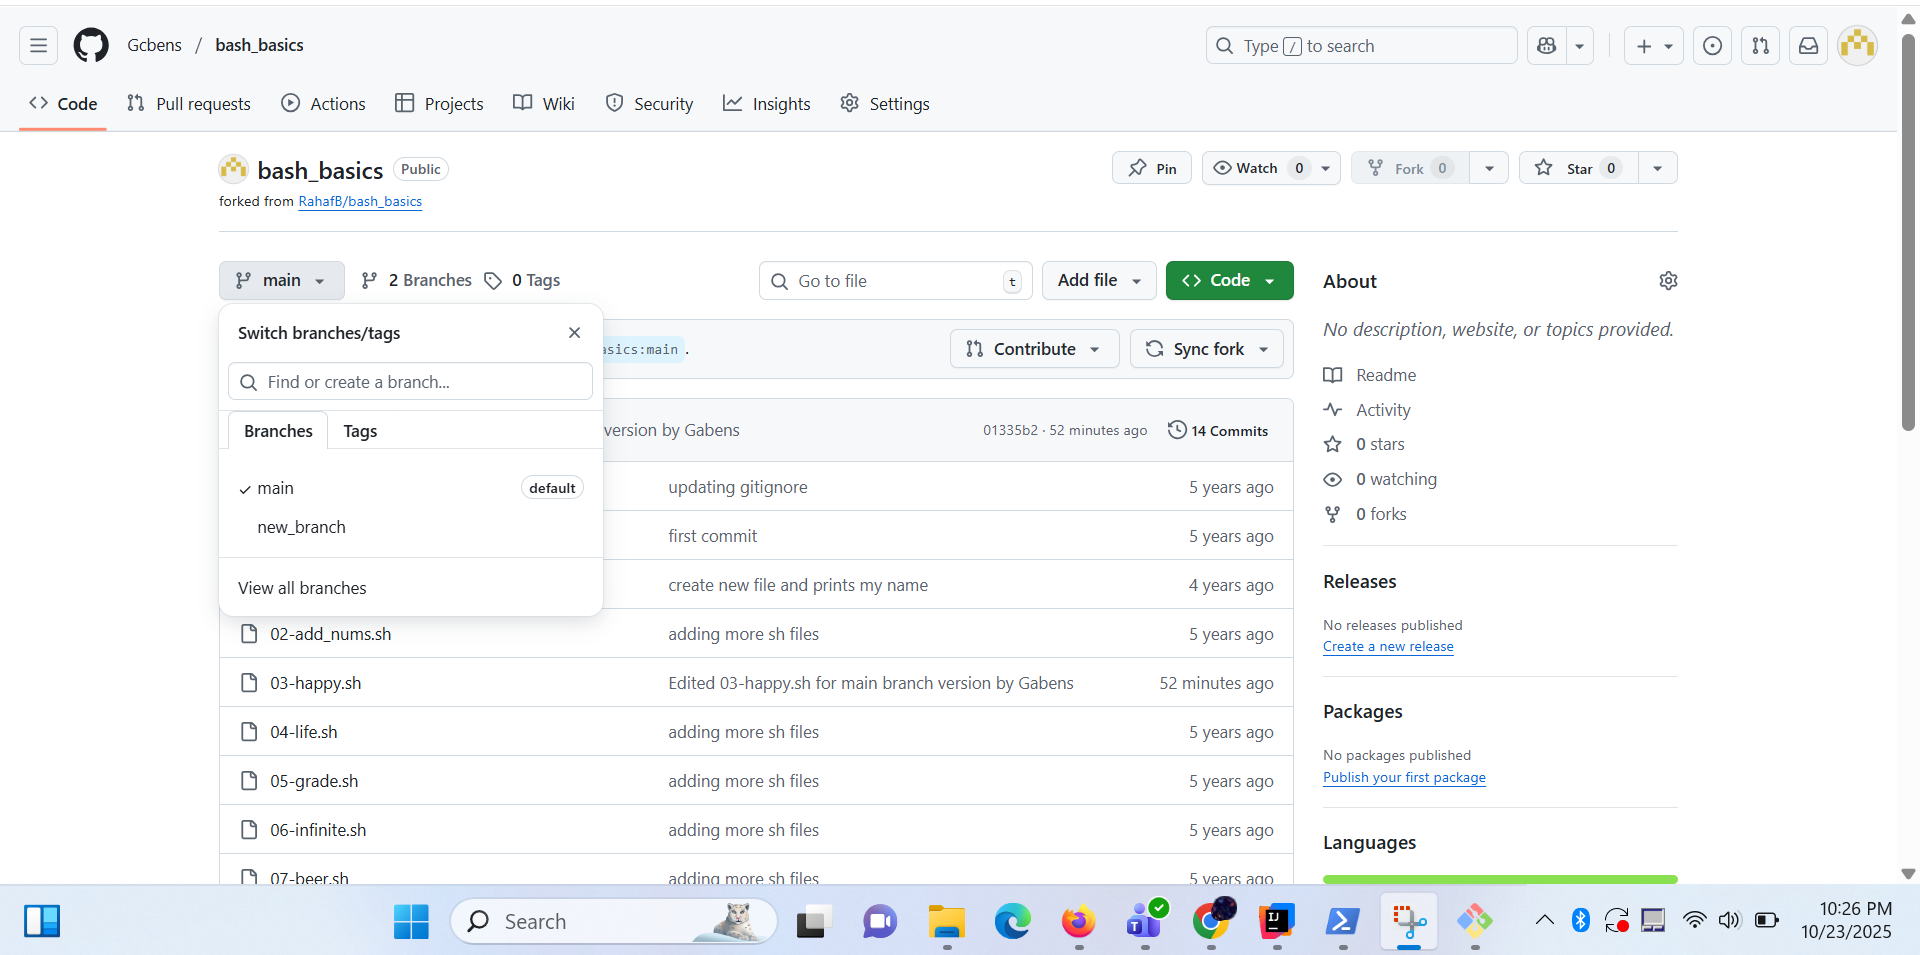 Gcbens / bash_basics
Type / to search
Code
Pull requests
Actions
Projects
Wiki
Security
Insights
Settings
bash_basics Public
forked from RahafB/bash_basics
Pin
Watch 0
Fork 0
Star 0
main
2 Branches
0 Tags
Go to file t
Add file
Code
Switch branches/tags
Find or create a branch...
Branches Tags
main default
new_branch
View all branches
asics:main .
Contribute
Sync fork
version by Gabens 01335b2 · 52 minutes ago 14 Commits
updating gitignore 5 years ago
first commit 5 years ago
create new file and prints my name 4 years ago
02-add_nums.sh adding more sh files 5 years ago
03-happy.sh Edited 03-happy.sh for main branch version by Gabens 52 minutes ago
04-life.sh adding more sh files 5 years ago
05-grade.sh adding more sh files 5 years ago
06-infinite.sh adding more sh files 5 years ago
07-beer.sh adding more sh files 5 years ago
About
No description, website, or topics provided.
Readme
Activity
0 stars
0 watching
0 forks
Releases
No releases published
Create a new release
Packages
No packages published
Publish your first package
Languages
Search
10:26 PM
10/23/2025